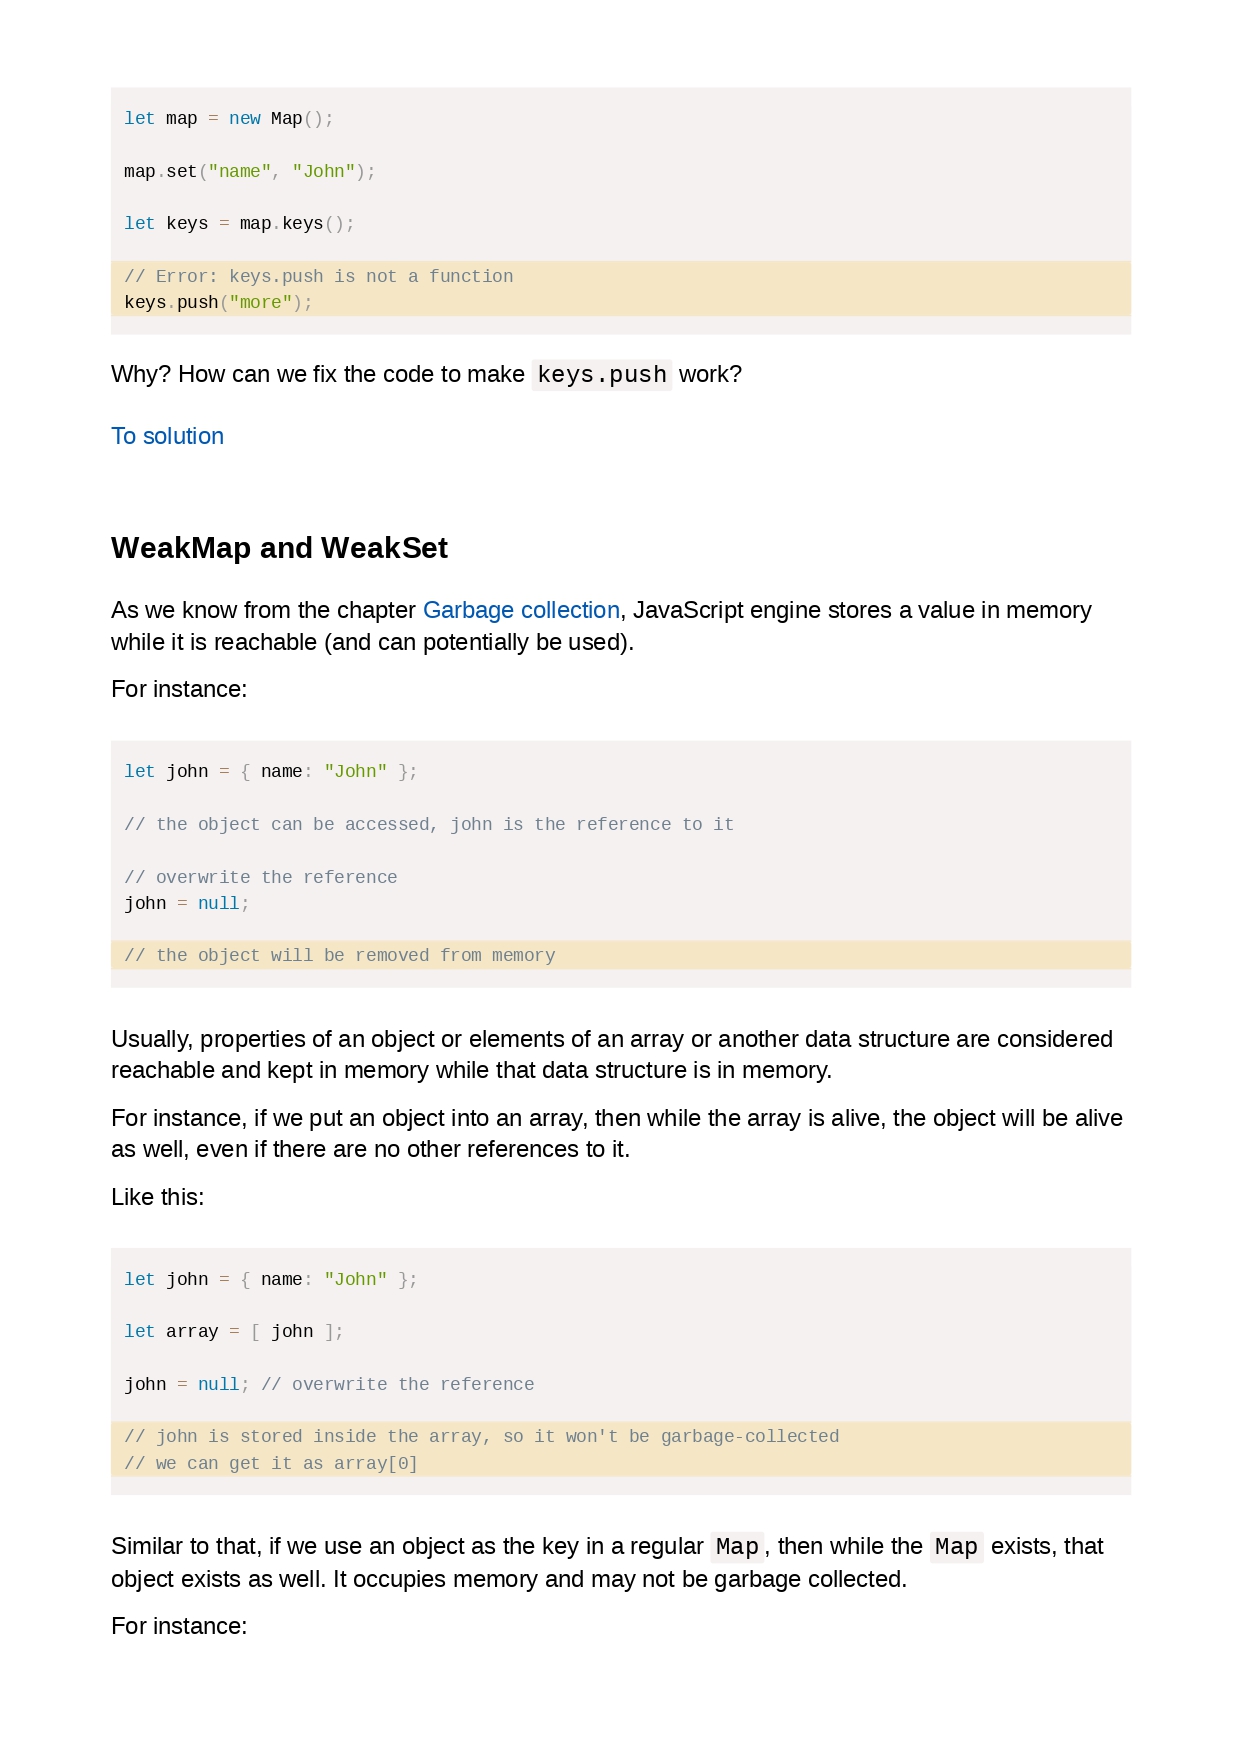 let map = new Map();
map.set("name", "John");
let keys = map.keys();
// Error: keys.push is not a function
keys.push("more");
Why? How can we fix the code to make keys.push work?
To solution
WeakMap and WeakSet
As we know from the chapter Garbage collection, JavaScript engine stores a value in memory
while it is reachable (and can potentially be used).
For instance:
let john = { name: "John" };
// the object can be accessed, john is the reference to it
// overwrite the reference
john = null;
// the object will be removed from memory
Usually, properties of an object or elements of an array or another data structure are considered
reachable and kept in memory while that data structure is in memory.
For instance, if we put an object into an array, then while the array is alive, the object will be alive
as well, even if there are no other references to it.
Like this:
let john = { name: "John" };
let array = [ john ];
john = null; // overwrite the reference
// john is stored inside the array, so it won't be garbage-collected
// we can get it as array[0]
Similar to that, if we use an object as the key in a regular Map, then while the Map exists, that
object exists as well. It occupies memory and may not be garbage collected.
For instance: